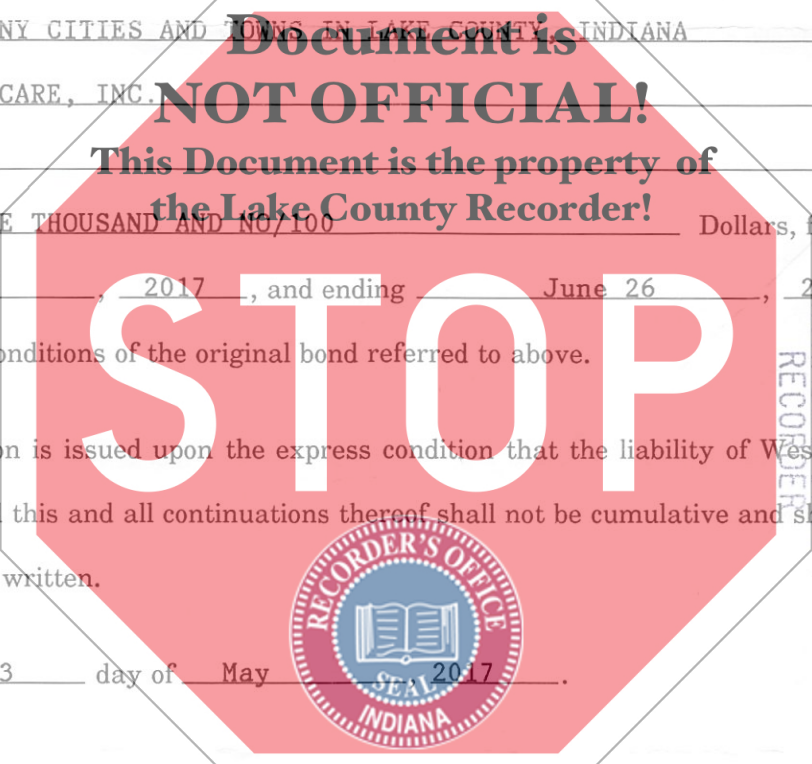 NY CITIES AND TOWNS IN LAKE COUNTY, INDIANA
Document is
CARE, INC.
NOT OFFICIAL!
This Document is the property of
the Lake County Recorder!
E THOUSAND AND NO/100 Dollars, f
, 2017, and ending June 26, 2
STOP
onditions of the original bond referred to above.
RECORDER
on is issued upon the express condition that the liability of Wes
this and all continuations thereof shall not be cumulative and sh
written.
RECORDER'S OFFICE
SEAL
INDIANA
3 day of May, 2017.